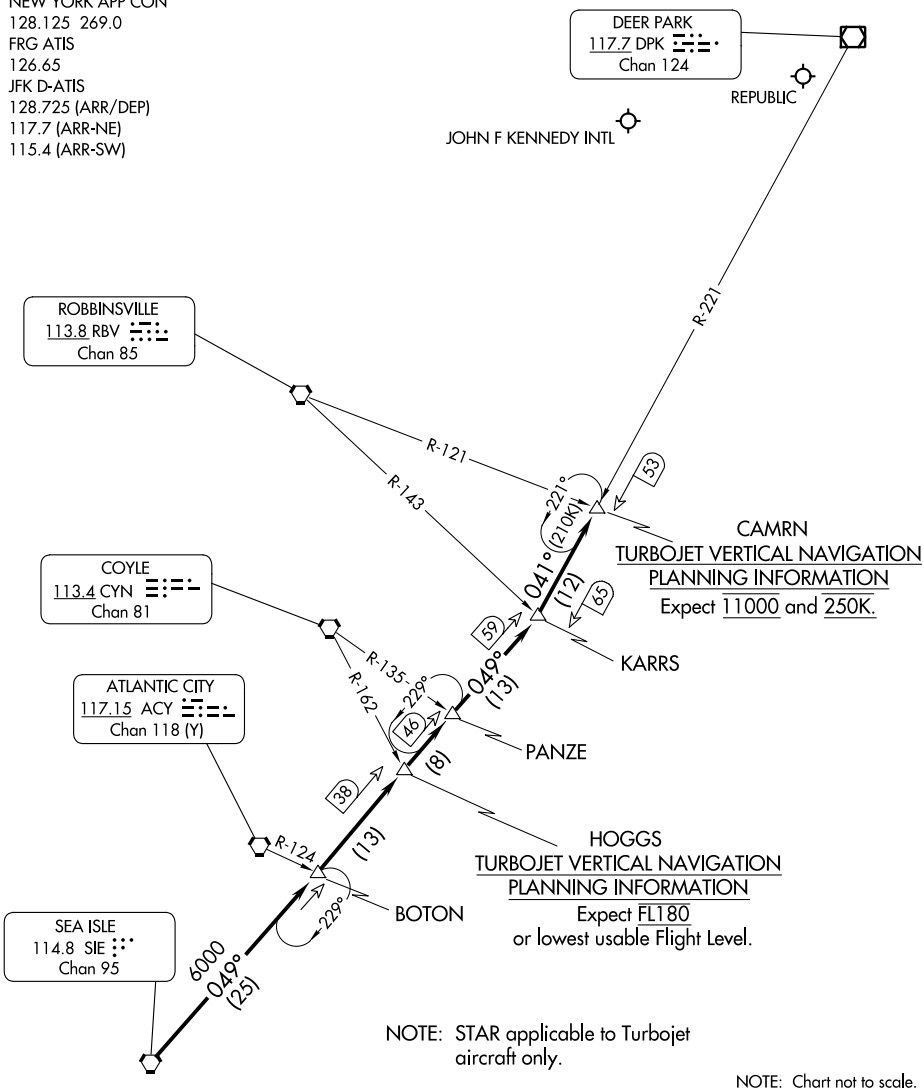 NEW YORK APP CON
128.125 269.0
FRG ATIS
126.65
JFK D-ATIS
128.725 (ARR/DEP)
117.7 (ARR-NE)
115.4 (ARR-SW)
DEER PARK
117.7 DPK
Chan 124
REPUBLIC
JOHN F KENNEDY INTL
R-221
ROBBINSVILLE
113.8 RBV
Chan 85
R-121
R-143
53
221°
(210K)
CAMRN
TURBOJET VERTICAL NAVIGATION
PLANNING INFORMATION
Expect 11000 and 250K.
041°
(12)
65
59
KARRS
COYLE
113.4 CYN
Chan 81
R-135
R-162
049°
(13)
229°
46
PANZE
(8)
ATLANTIC CITY
117.15 ACY
Chan 118 (Y)
38
(13)
HOGGS
TURBOJET VERTICAL NAVIGATION
PLANNING INFORMATION
Expect FL180
or lowest usable Flight Level.
R-124
229°
BOTON
SEA ISLE
114.8 SIE
Chan 95
6000
049°
(25)
NOTE: STAR applicable to Turbojet
aircraft only.
NOTE: Chart not to scale.